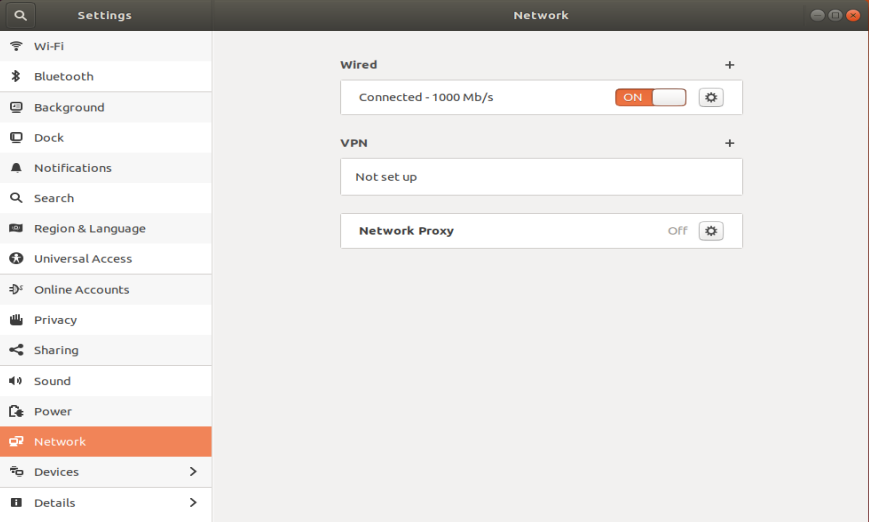 Settings
Network
Wi-Fi
Bluetooth
Background
Dock
Notifications
Search
Region & Language
Universal Access
Online Accounts
Privacy
Sharing
Sound
Power
Network
Devices
Details
Wired
Connected - 1000 Mb/s
ON
VPN
Not set up
Network Proxy
Off